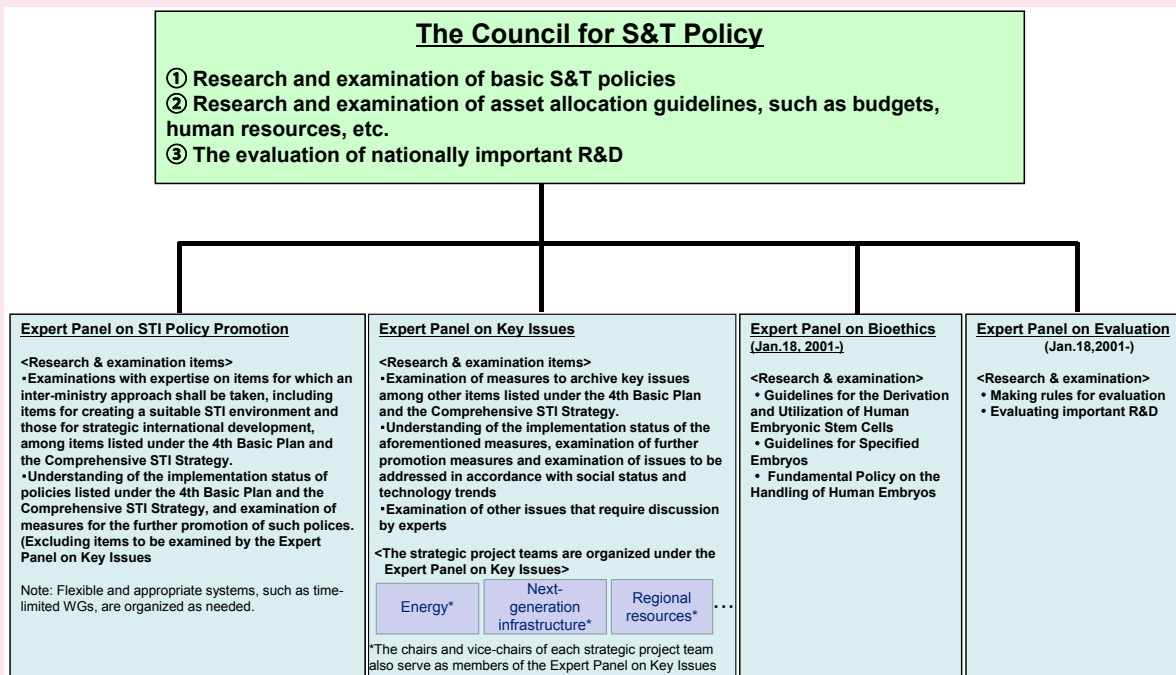 The Council for S&T Policy
① Research and examination of basic S&T policies
② Research and examination of asset allocation guidelines, such as budgets,
human resources, etc.
③ The evaluation of nationally important R&D
Expert Panel on STI Policy Promotion
<Research & examination items>
・Examinations with expertise on items for which an
inter-ministry approach shall be taken, including
items for creating a suitable STI environment and
those for strategic international development,
among items listed under the 4th Basic Plan and
the Comprehensive STI Strategy.
・Understanding of the implementation status of
policies listed under the 4th Basic Plan and the
Comprehensive STI Strategy, and examination of
measures for the further promotion of such polices.
(Excluding items to be examined by the Expert
Panel on Key Issues
Note: Flexible and appropriate systems, such as time-
limited WGs, are organized as needed.
Expert Panel on Key Issues
<Research & examination items>
・Examination of measures to archive key issues
among other items listed under the 4th Basic Plan
and the Comprehensive STI Strategy.
・Understanding of the implementation status of the
aforementioned measures, examination of further
promotion measures and examination of issues to be
addressed in accordance with social status and
technology trends
・Examination of other issues that require discussion
by experts
<The strategic project teams are organized under the
Expert Panel on Key Issues>
Energy*
Next-
generation
infrastructure*
Regional
resources*
…
*The chairs and vice-chairs of each strategic project team
also serve as members of the Expert Panel on Key Issues
Expert Panel on Bioethics
(Jan.18, 2001-)
<Research & examination>
• Guidelines for the Derivation
and Utilization of Human
Embryonic Stem Cells
• Guidelines for Specified
Embryos
• Fundamental Policy on the
Handling of Human Embryos
Expert Panel on Evaluation
(Jan.18,2001-)
<Research & examination>
• Making rules for evaluation
• Evaluating important R&D